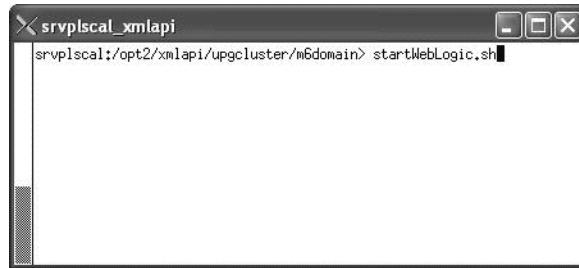 srvplscal_xmlapi
srvplscal:/opt2/xmlapi/upgcluster/m6domain> startWebLogic.sh